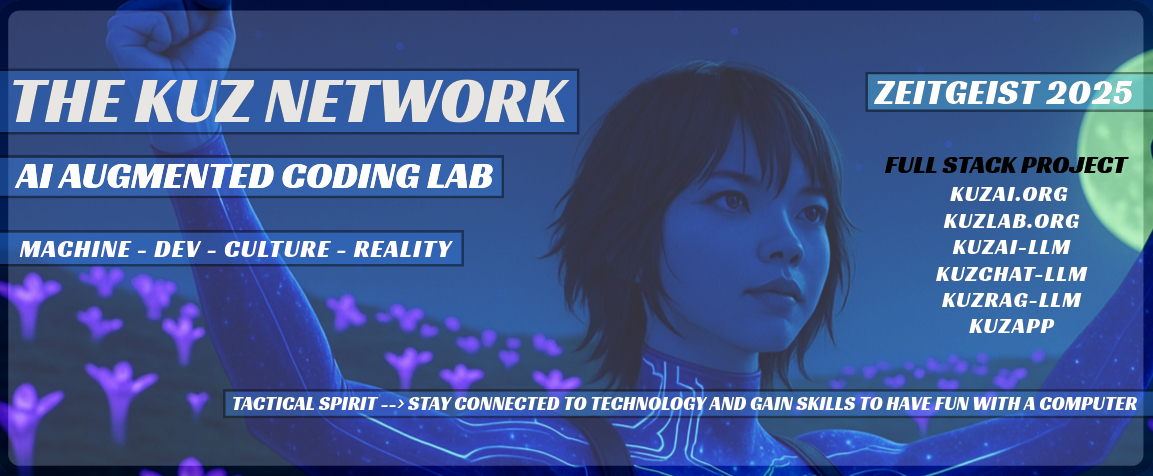 THE KUZ NETWORK
AI AUGMENTED CODING LAB
MACHINE - DEV - CULTURE - REALITY
ZEITGEIST 2025
FULL STACK PROJECT
KUZAI.ORG
KUZLAB.ORG
KUZAI-LLM
KUZCHAT-LLM
KUZRAG-LLM
KUZAPP
TACTICAL SPIRIT --> STAY CONNECTED TO TECHNOLOGY AND GAIN SKILLS TO HAVE FUN WITH A COMPUTER